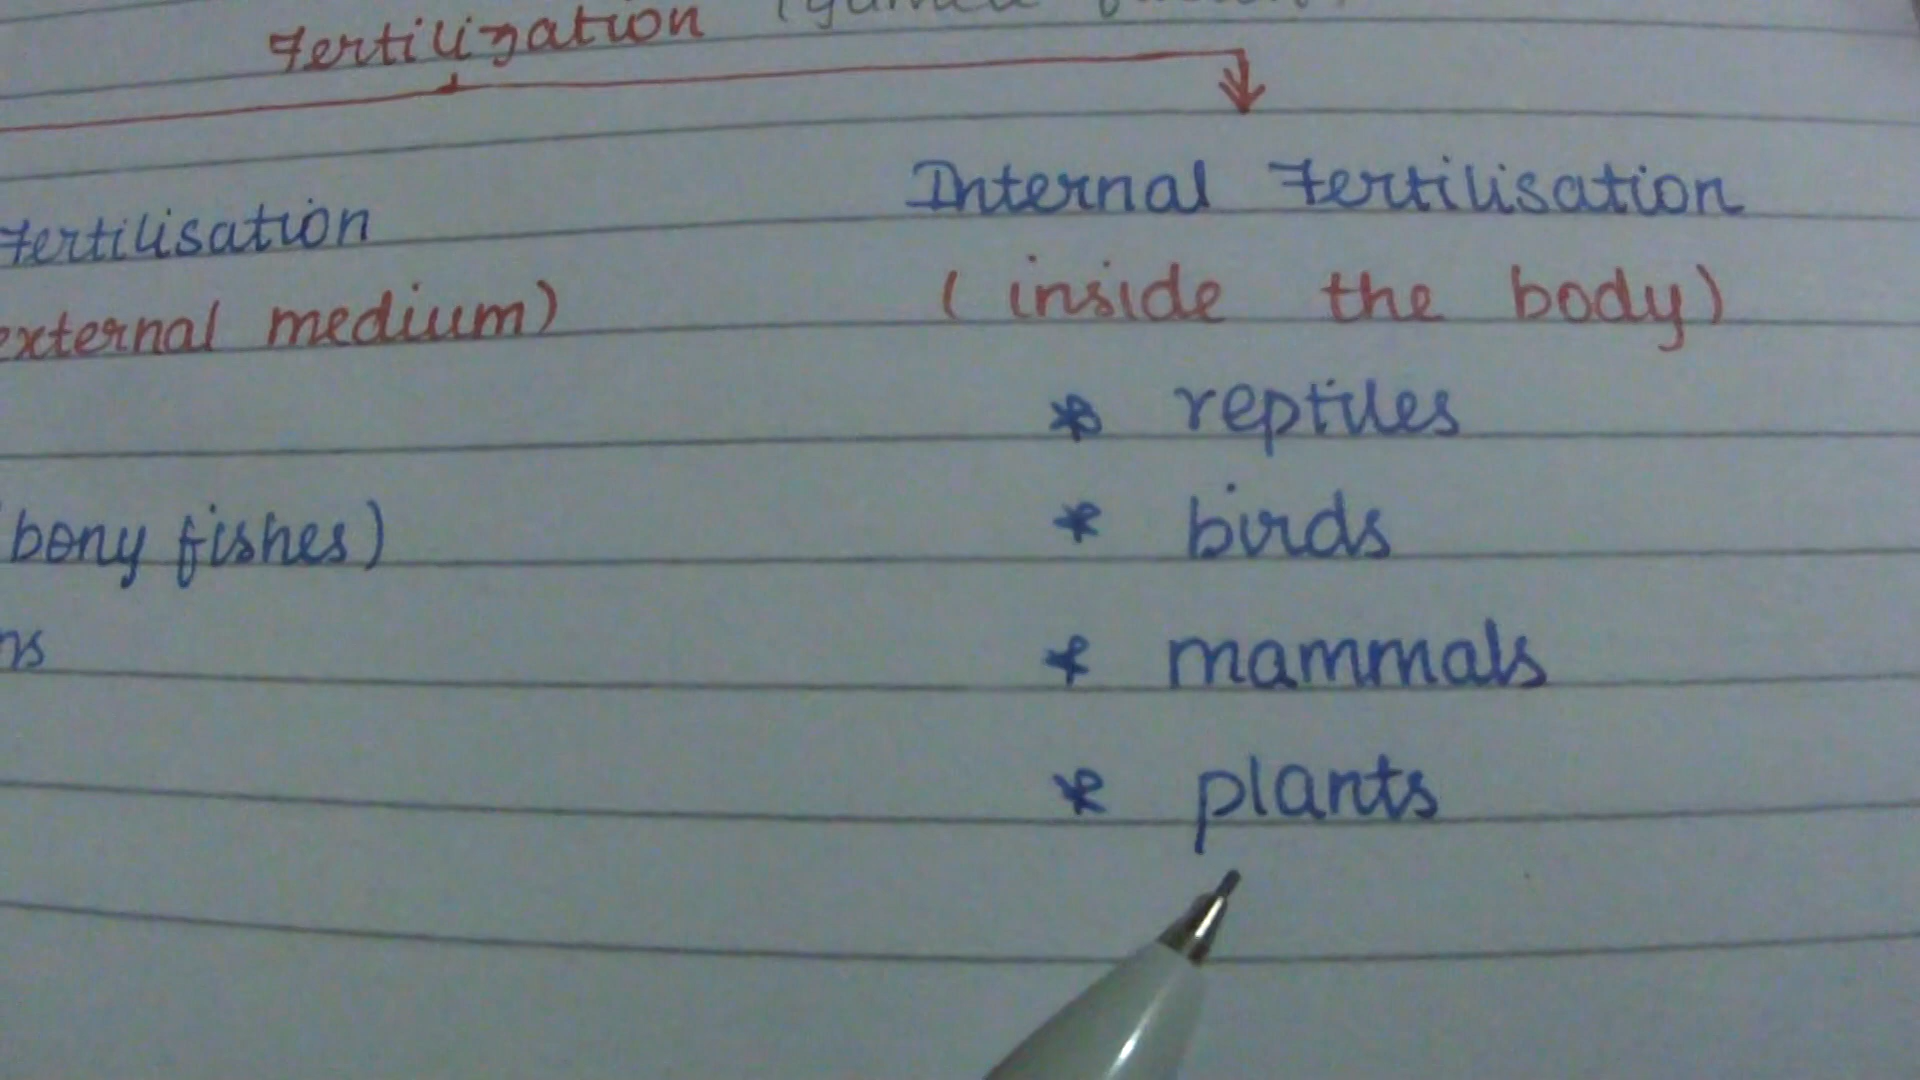 Fertilization
Fertilisation
external medium)
bony fishes)
Internal Fertilisation
(inside the body)
* reptiles
* birds
* mammals
* plants